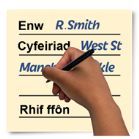 Enw R.Smith
Cyfeiriad West St
Rhif ffôn